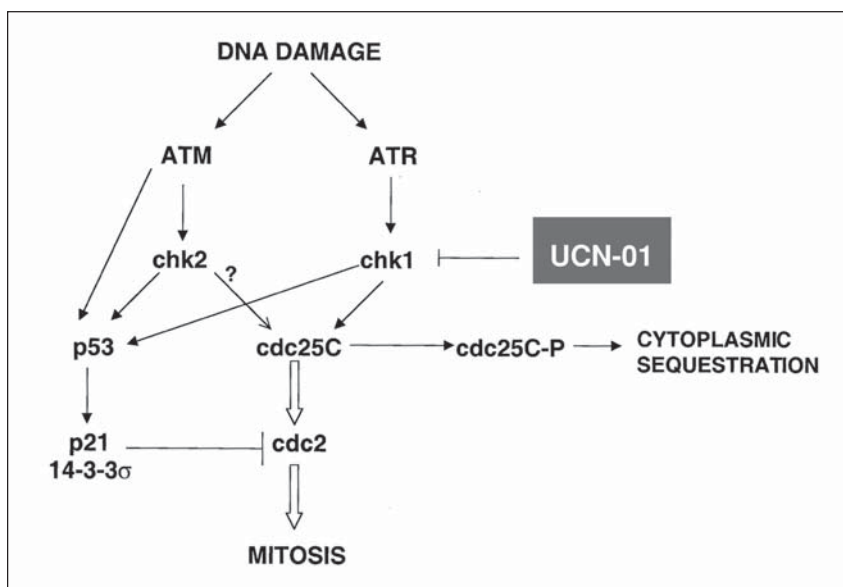 DNA DAMAGE
ATM
ATR
chk2
?
chk1
UCN-01
p53
cdc25C
cdc25C-P
CYTOPLASMIC
SEQUESTRATION
p21
14-3-3σ
cdc2
MITOSIS